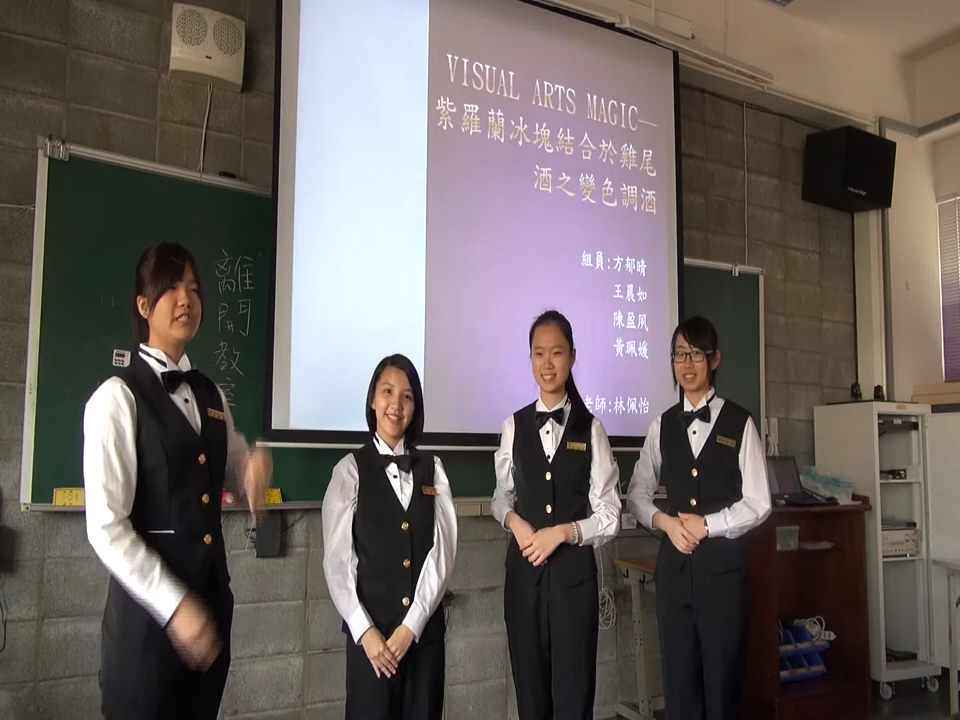 VISUAL ARTS MAGIC—
紫羅蘭冰塊結合於雞尾
酒之變色調酒
組員:方郁晴
王晨如
陳盈夙
黃珮媛
老師:林佩怡
離開教室